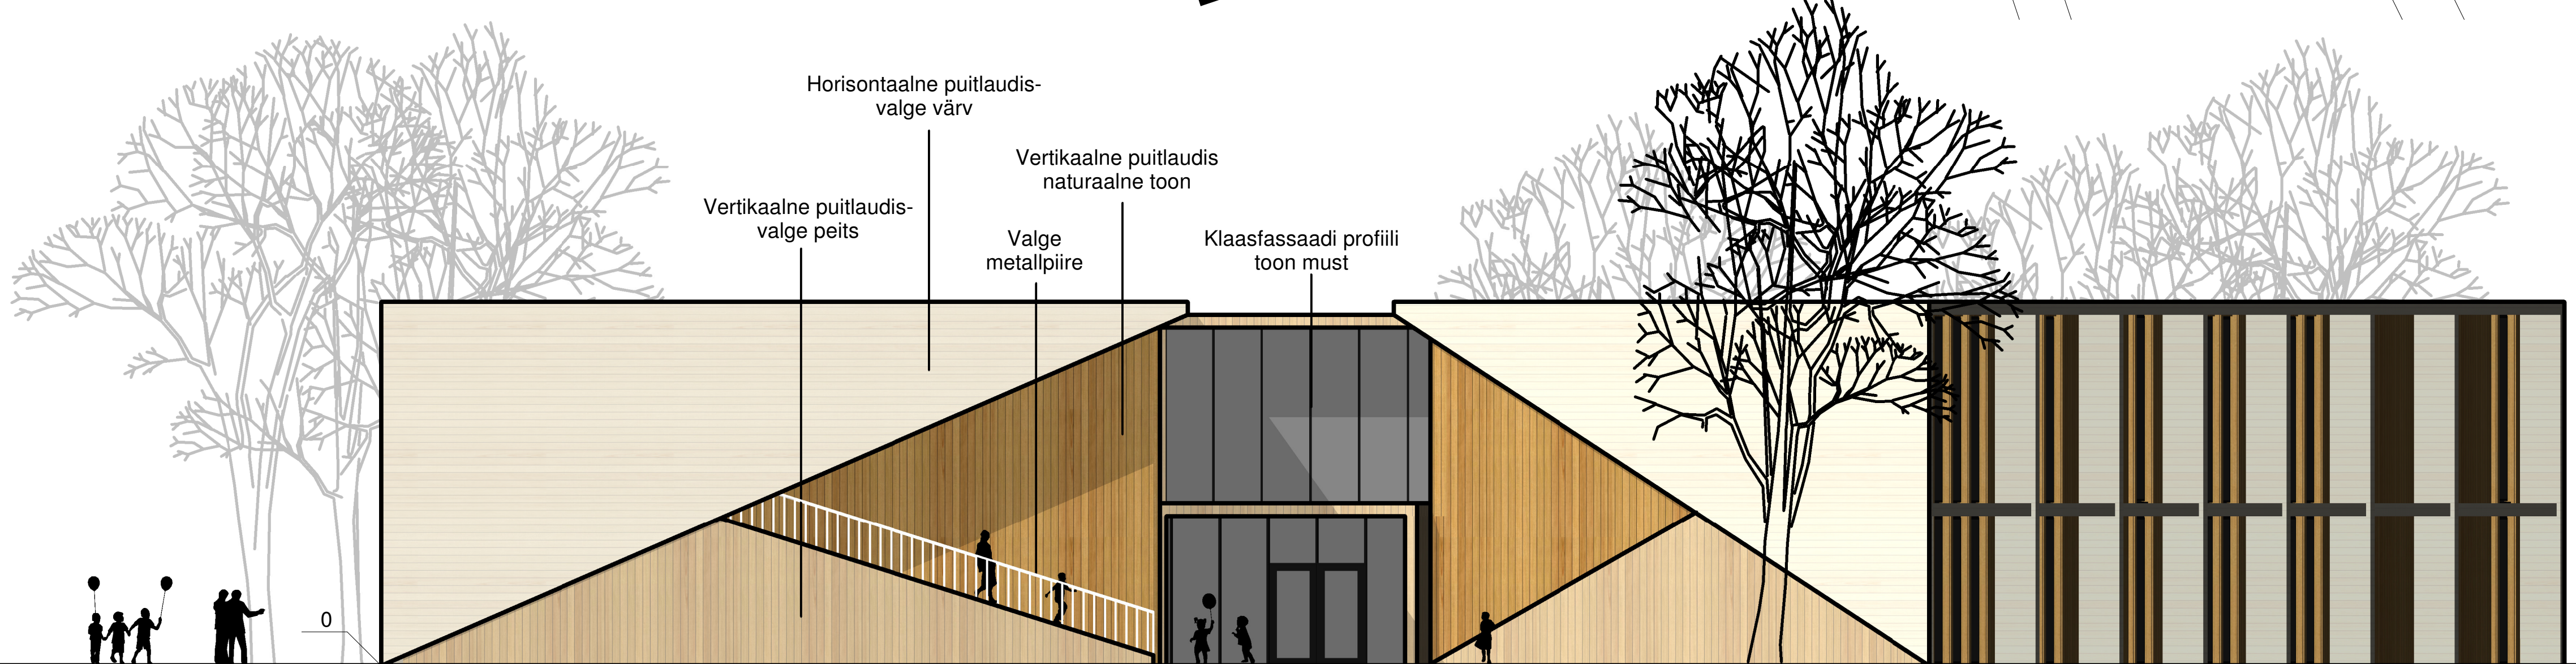 Horisontaalne puitlaudis-
valge värv
Vertikaalne puitlaudis
naturaalne toon
Vertikaalne puitlaudis-
valge peits
Valge
metallpiire
Klaasfassaadi profiili
toon must
0